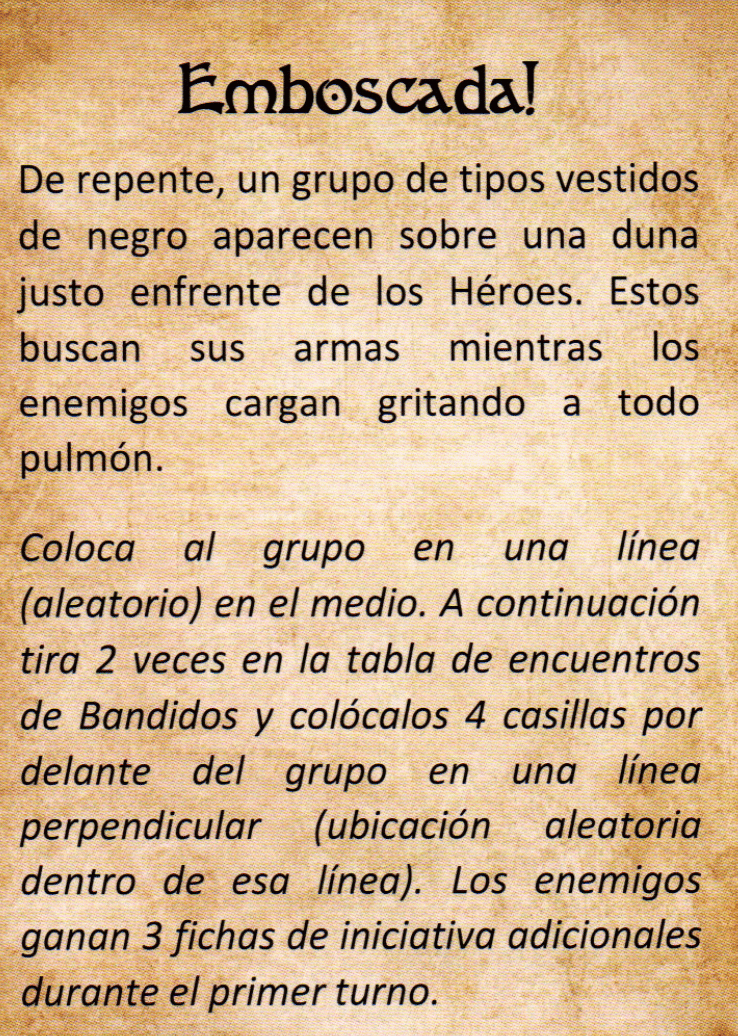 Emboscada!
De repente, un grupo de tipos vestidos
de negro aparecen sobre una duna
justo enfrente de los Héroes. Estos
buscan sus armas mientras los
enemigos cargan gritando a todo
pulmón.
Coloca al grupo en una línea
(aleatorio) en el medio. A continuación
tira 2 veces en la tabla de encuentros
de Bandidos y colócalos 4 casillas por
delante del grupo en una línea
perpendicular (ubicación aleatoria
dentro de esa línea). Los enemigos
ganan 3 fichas de iniciativa adicionales
durante el primer turno.